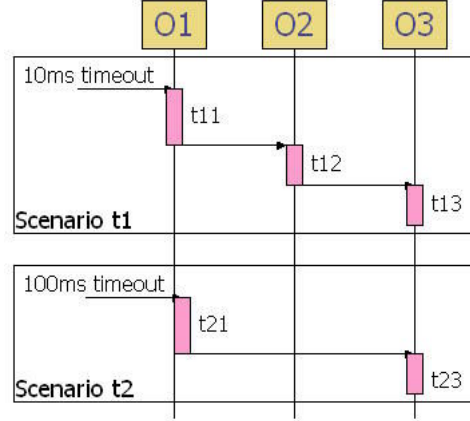 O1 O2 O3
10ms timeout
t11
t12
t13
Scenario t1
100ms timeout
t21
t23
Scenario t2